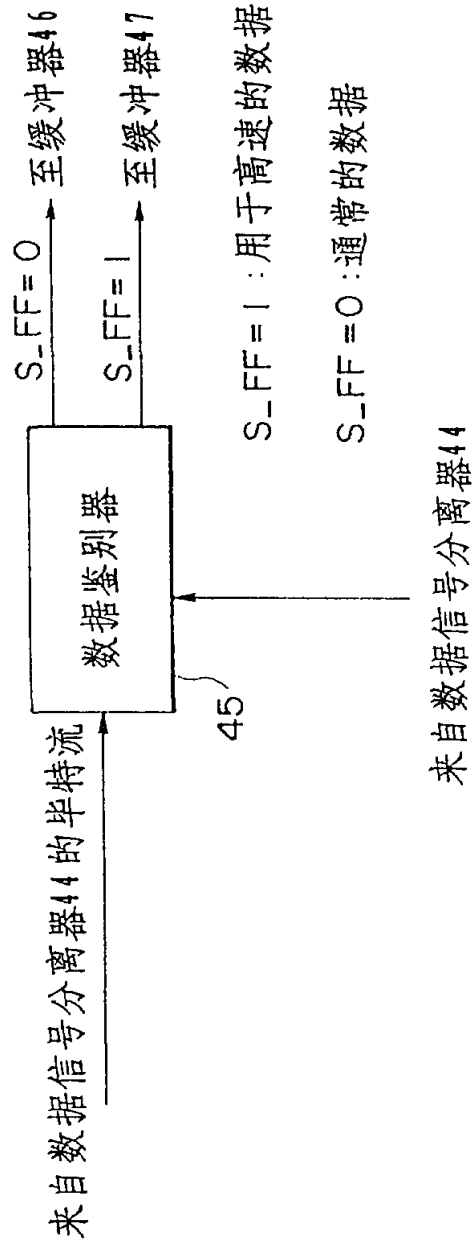 来自数据信号分离器44的毕特流
数据鉴别器
45
S_FF=0 至缓冲器46
S_FF=1 至缓冲器47
来自数据信号分离器44
S_FF=1:用于高速的数据
S_FF=0:通常的数据